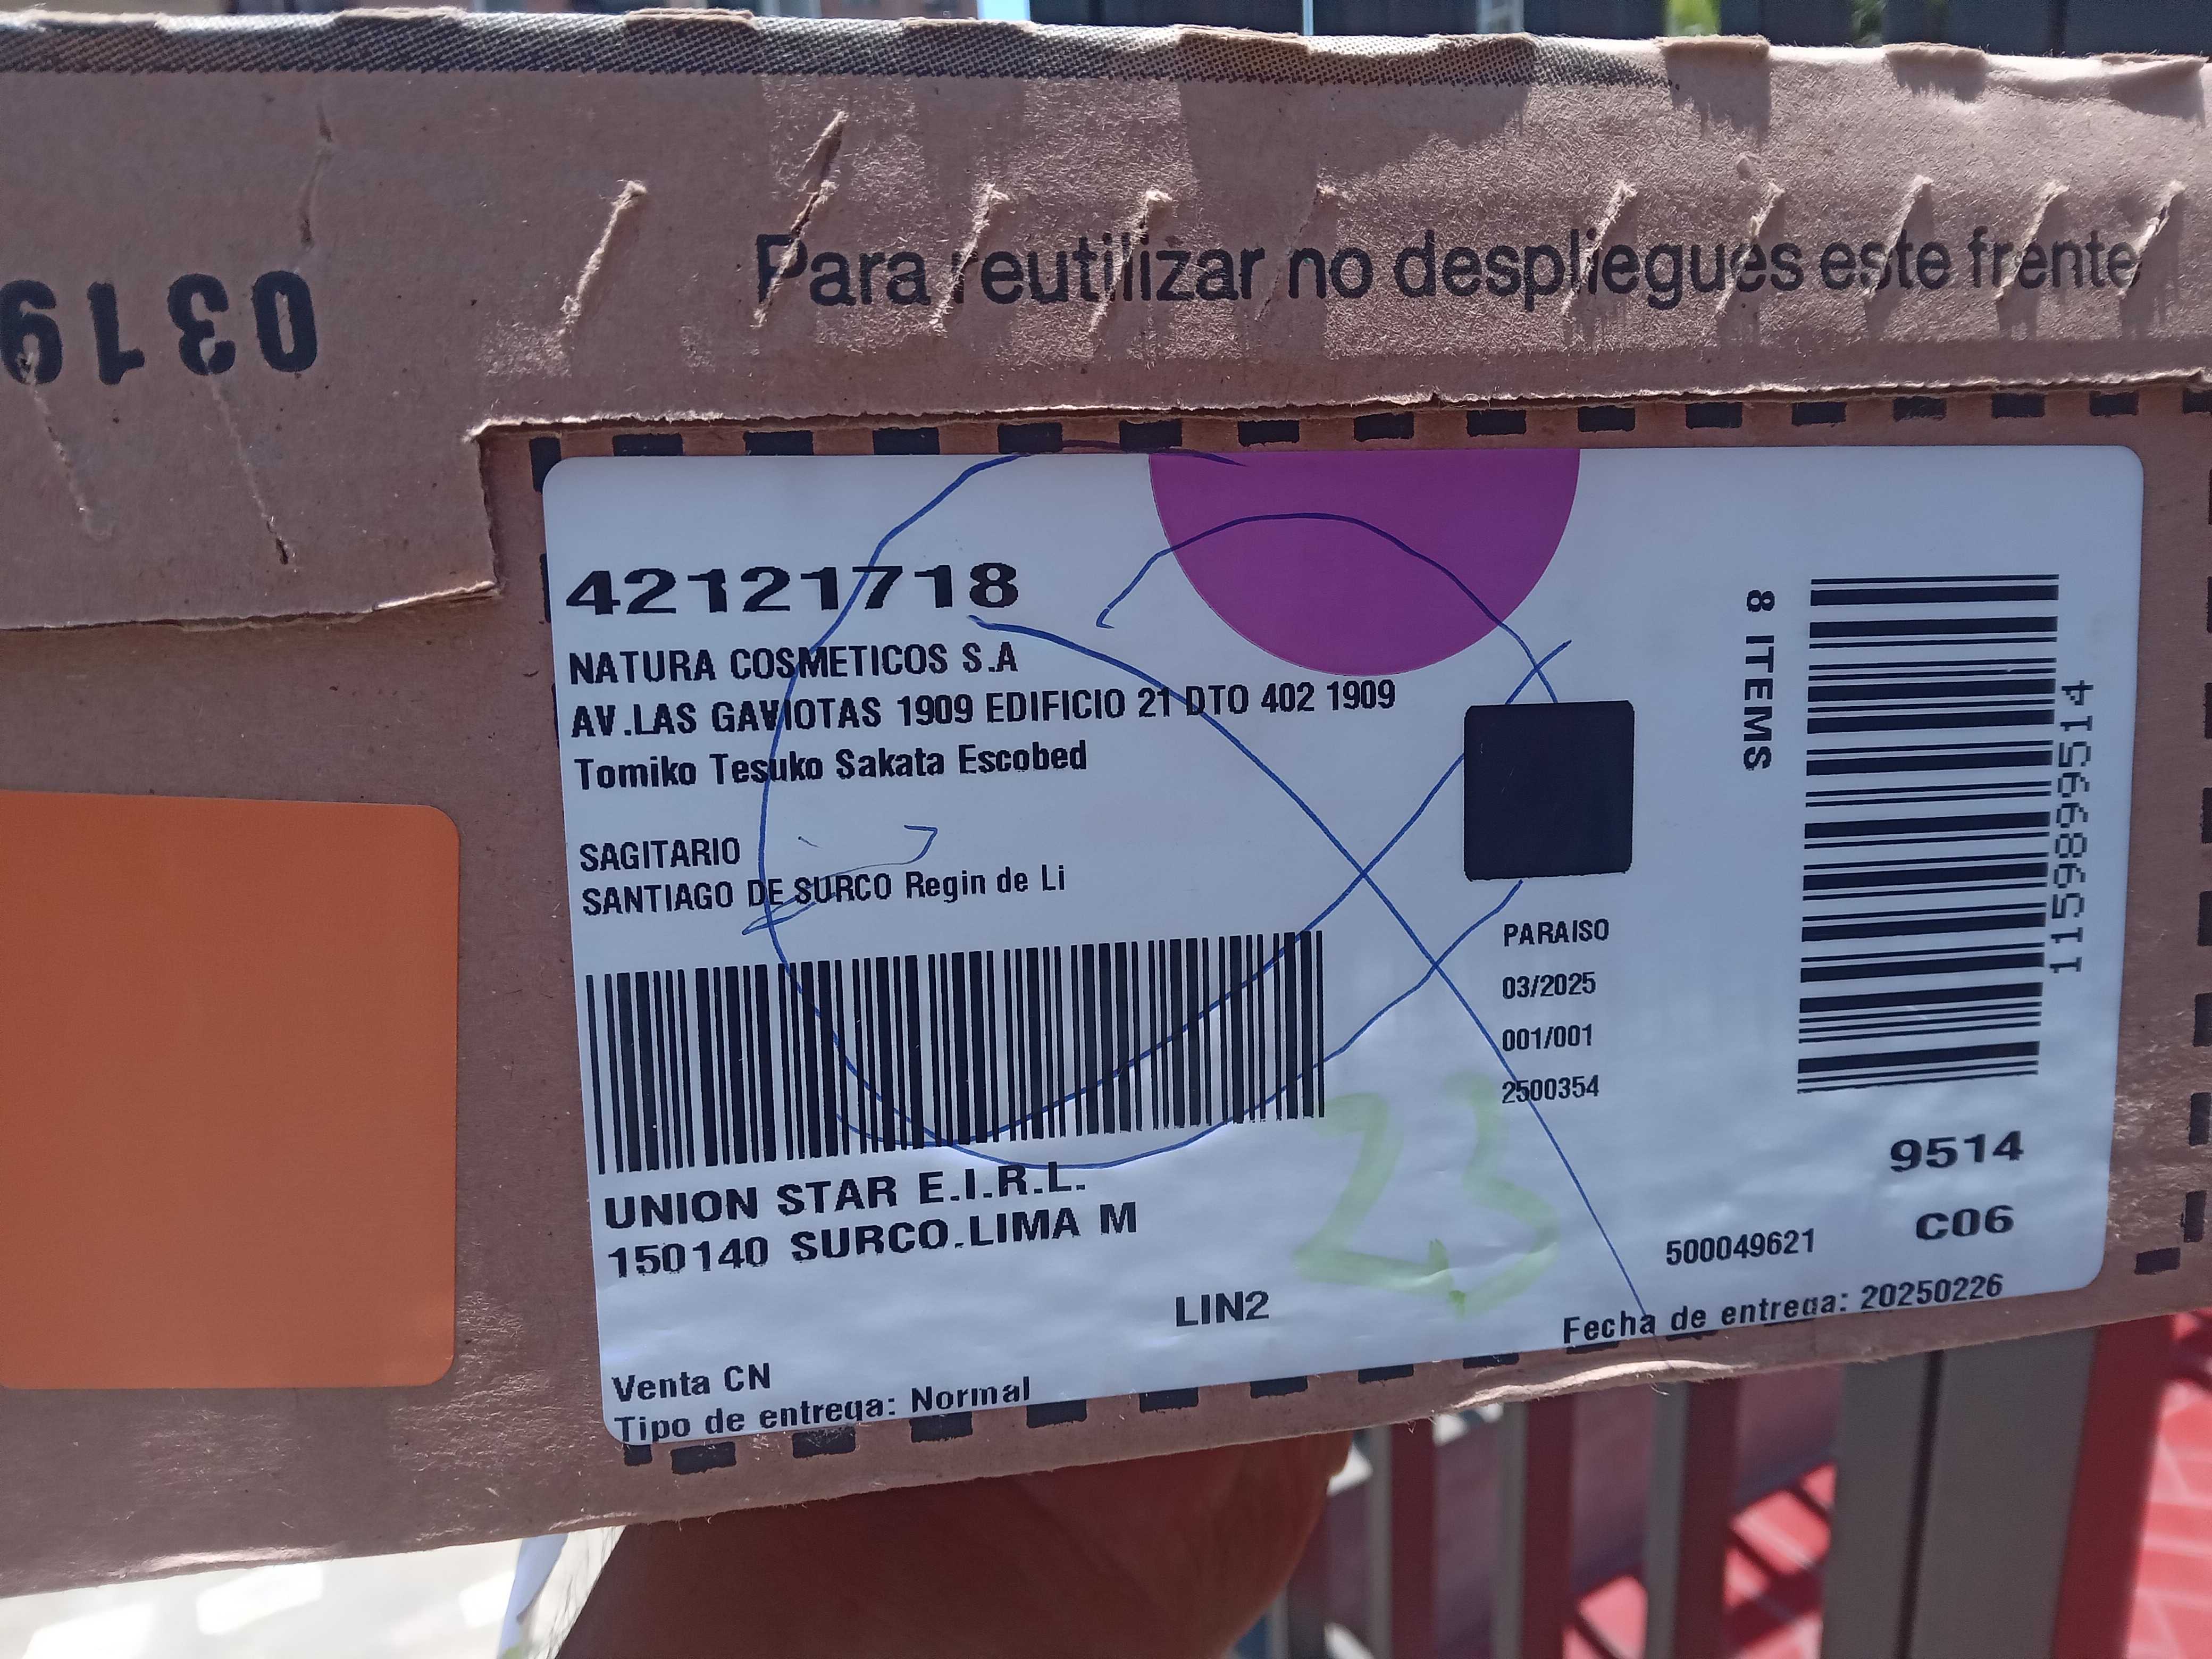 Para reutilizar no despliegues este frente
0319
42121718
NATURA COSMETICOS S.A
AV.LAS GAVIOTAS 1909 EDIFICIO 21 DTO 402 1909
Tomiko Tesuko Sakata Escobed
SAGITARIO
SANTIAGO DE SURCO Regin de Li
8 ITEMS
11598999514
PARAISO
03/2025
001/001
2500354
23
UNION STAR E.I.R.L.
150140 SURCO.LIMA M
9514
C06
500049621
LIN2
Fecha de entrega: 20250226
Venta CN
Tipo de entrega: Normal